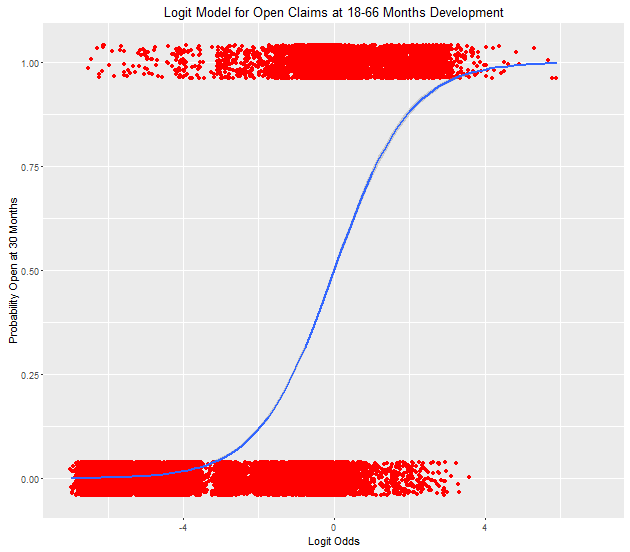 Logit Model for Open Claims at 18-66 Months Development
1.00
0.75
0.50
0.25
0.00
Probability Open at 30 Months
-4
0
4
Logit Odds